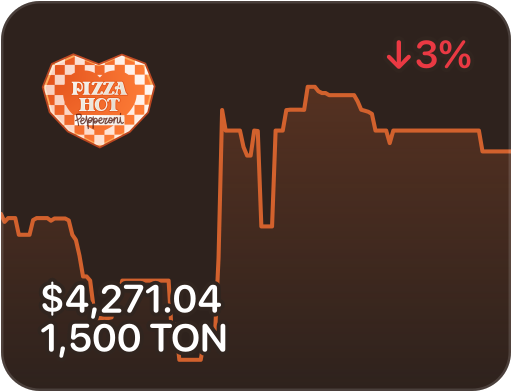 ↓3%
PIZZA
HOT
Pepperoni
$4,271.04
1,500 TON